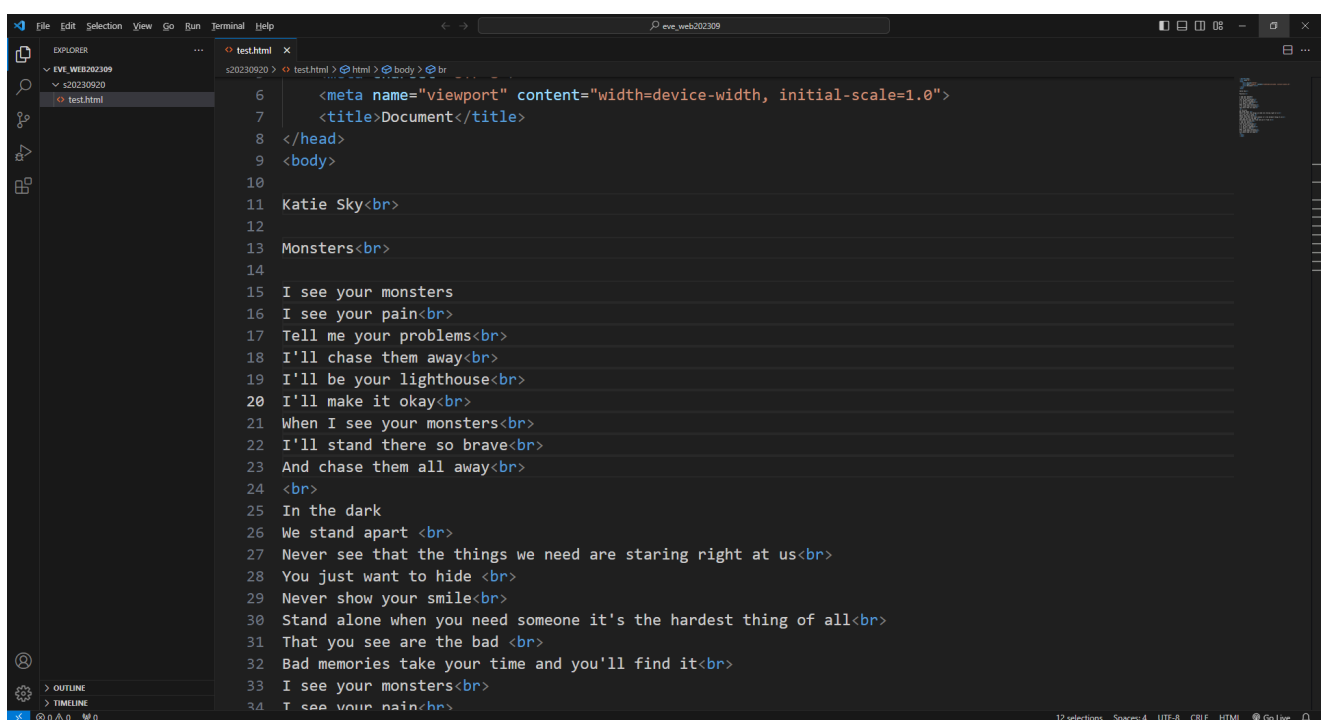 File Edit Selection View Go Run Terminal Help
eve_web202309
EXPLORER
EVE_WEB202309
s20230920
test.html
OUTLINE
TIMELINE
test.html
s20230920 > test.html > html > body > br
6 <meta name="viewport" content="width=device-width, initial-scale=1.0">
7 <title>Document</title>
8 </head>
9 <body>
10
11 Katie Sky<br>
12
13 Monsters<br>
14
15 I see your monsters
16 I see your pain<br>
17 Tell me your problems<br>
18 I'll chase them away<br>
19 I'll be your lighthouse<br>
20 I'll make it okay<br>
21 When I see your monsters<br>
22 I'll stand there so brave<br>
23 And chase them all away<br>
24 <br>
25 In the dark
26 We stand apart <br>
27 Never see that the things we need are staring right at us<br>
28 You just want to hide <br>
29 Never show your smile<br>
30 Stand alone when you need someone it's the hardest thing of all<br>
31 That you see are the bad <br>
32 Bad memories take your time and you'll find it<br>
33 I see your monsters<br>
34 I see your pain<br>
0 0 0
12 selections Spaces: 4 UTF-8 CRLF HTML Go Live